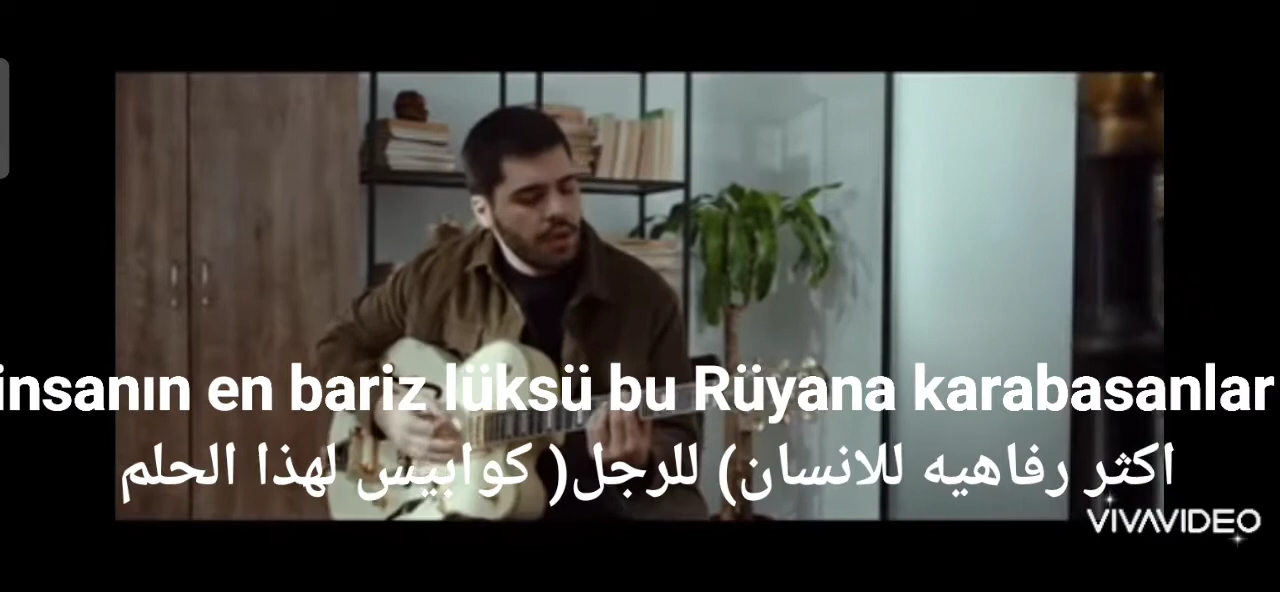 insanın en bariz lüksü bu Rüyana karabasanlar
اكثر رفاهيه للانسان) للرجل( كوابيس لهذا الحلم
VIVAVIDEO